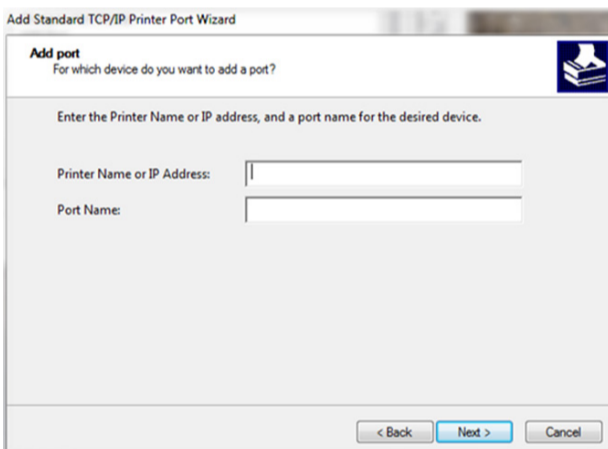 Add Standard TCP/IP Printer Port Wizard
Add port
For which device do you want to add a port?
Enter the Printer Name or IP address, and a port name for the desired device.
Printer Name or IP Address:
Port Name:
< Back Next > Cancel